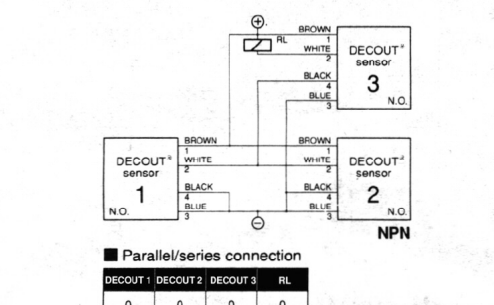 ⊕
BROWN
1
RL
WHITE
2
DECOUT®
sensor
3
N.O.
BLACK
4
BLUE
3
BROWN
1
WHITE
2
DECOUT®
sensor
1
N.O.
BLACK
4
BLUE
3
⊖
BROWN
1
WHITE
2
DECOUT®
sensor
2
N.O.
BLACK
4
BLUE
3
NPN
■ Parallel/series connection
DECOUT 1 DECOUT 2 DECOUT 3 RL
0 0 0 0